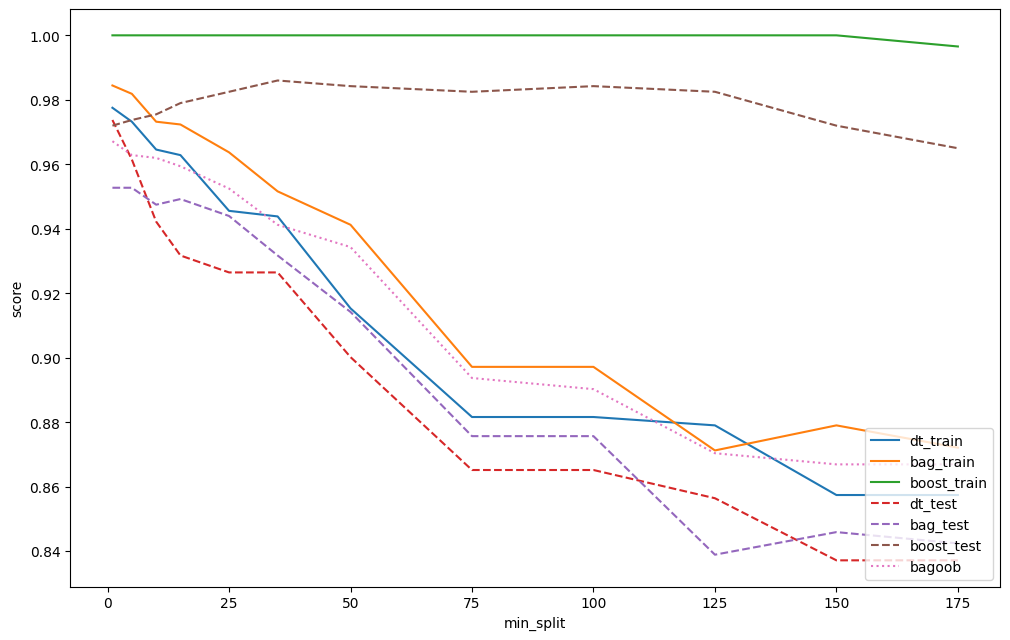 1.00
0.98
0.96
0.94
0.92
0.90
0.88
0.86
0.84
score
0 25 50 75 100 125 150 175
min_split
dt_train
bag_train
boost_train
dt_test
bag_test
boost_test
bagoob